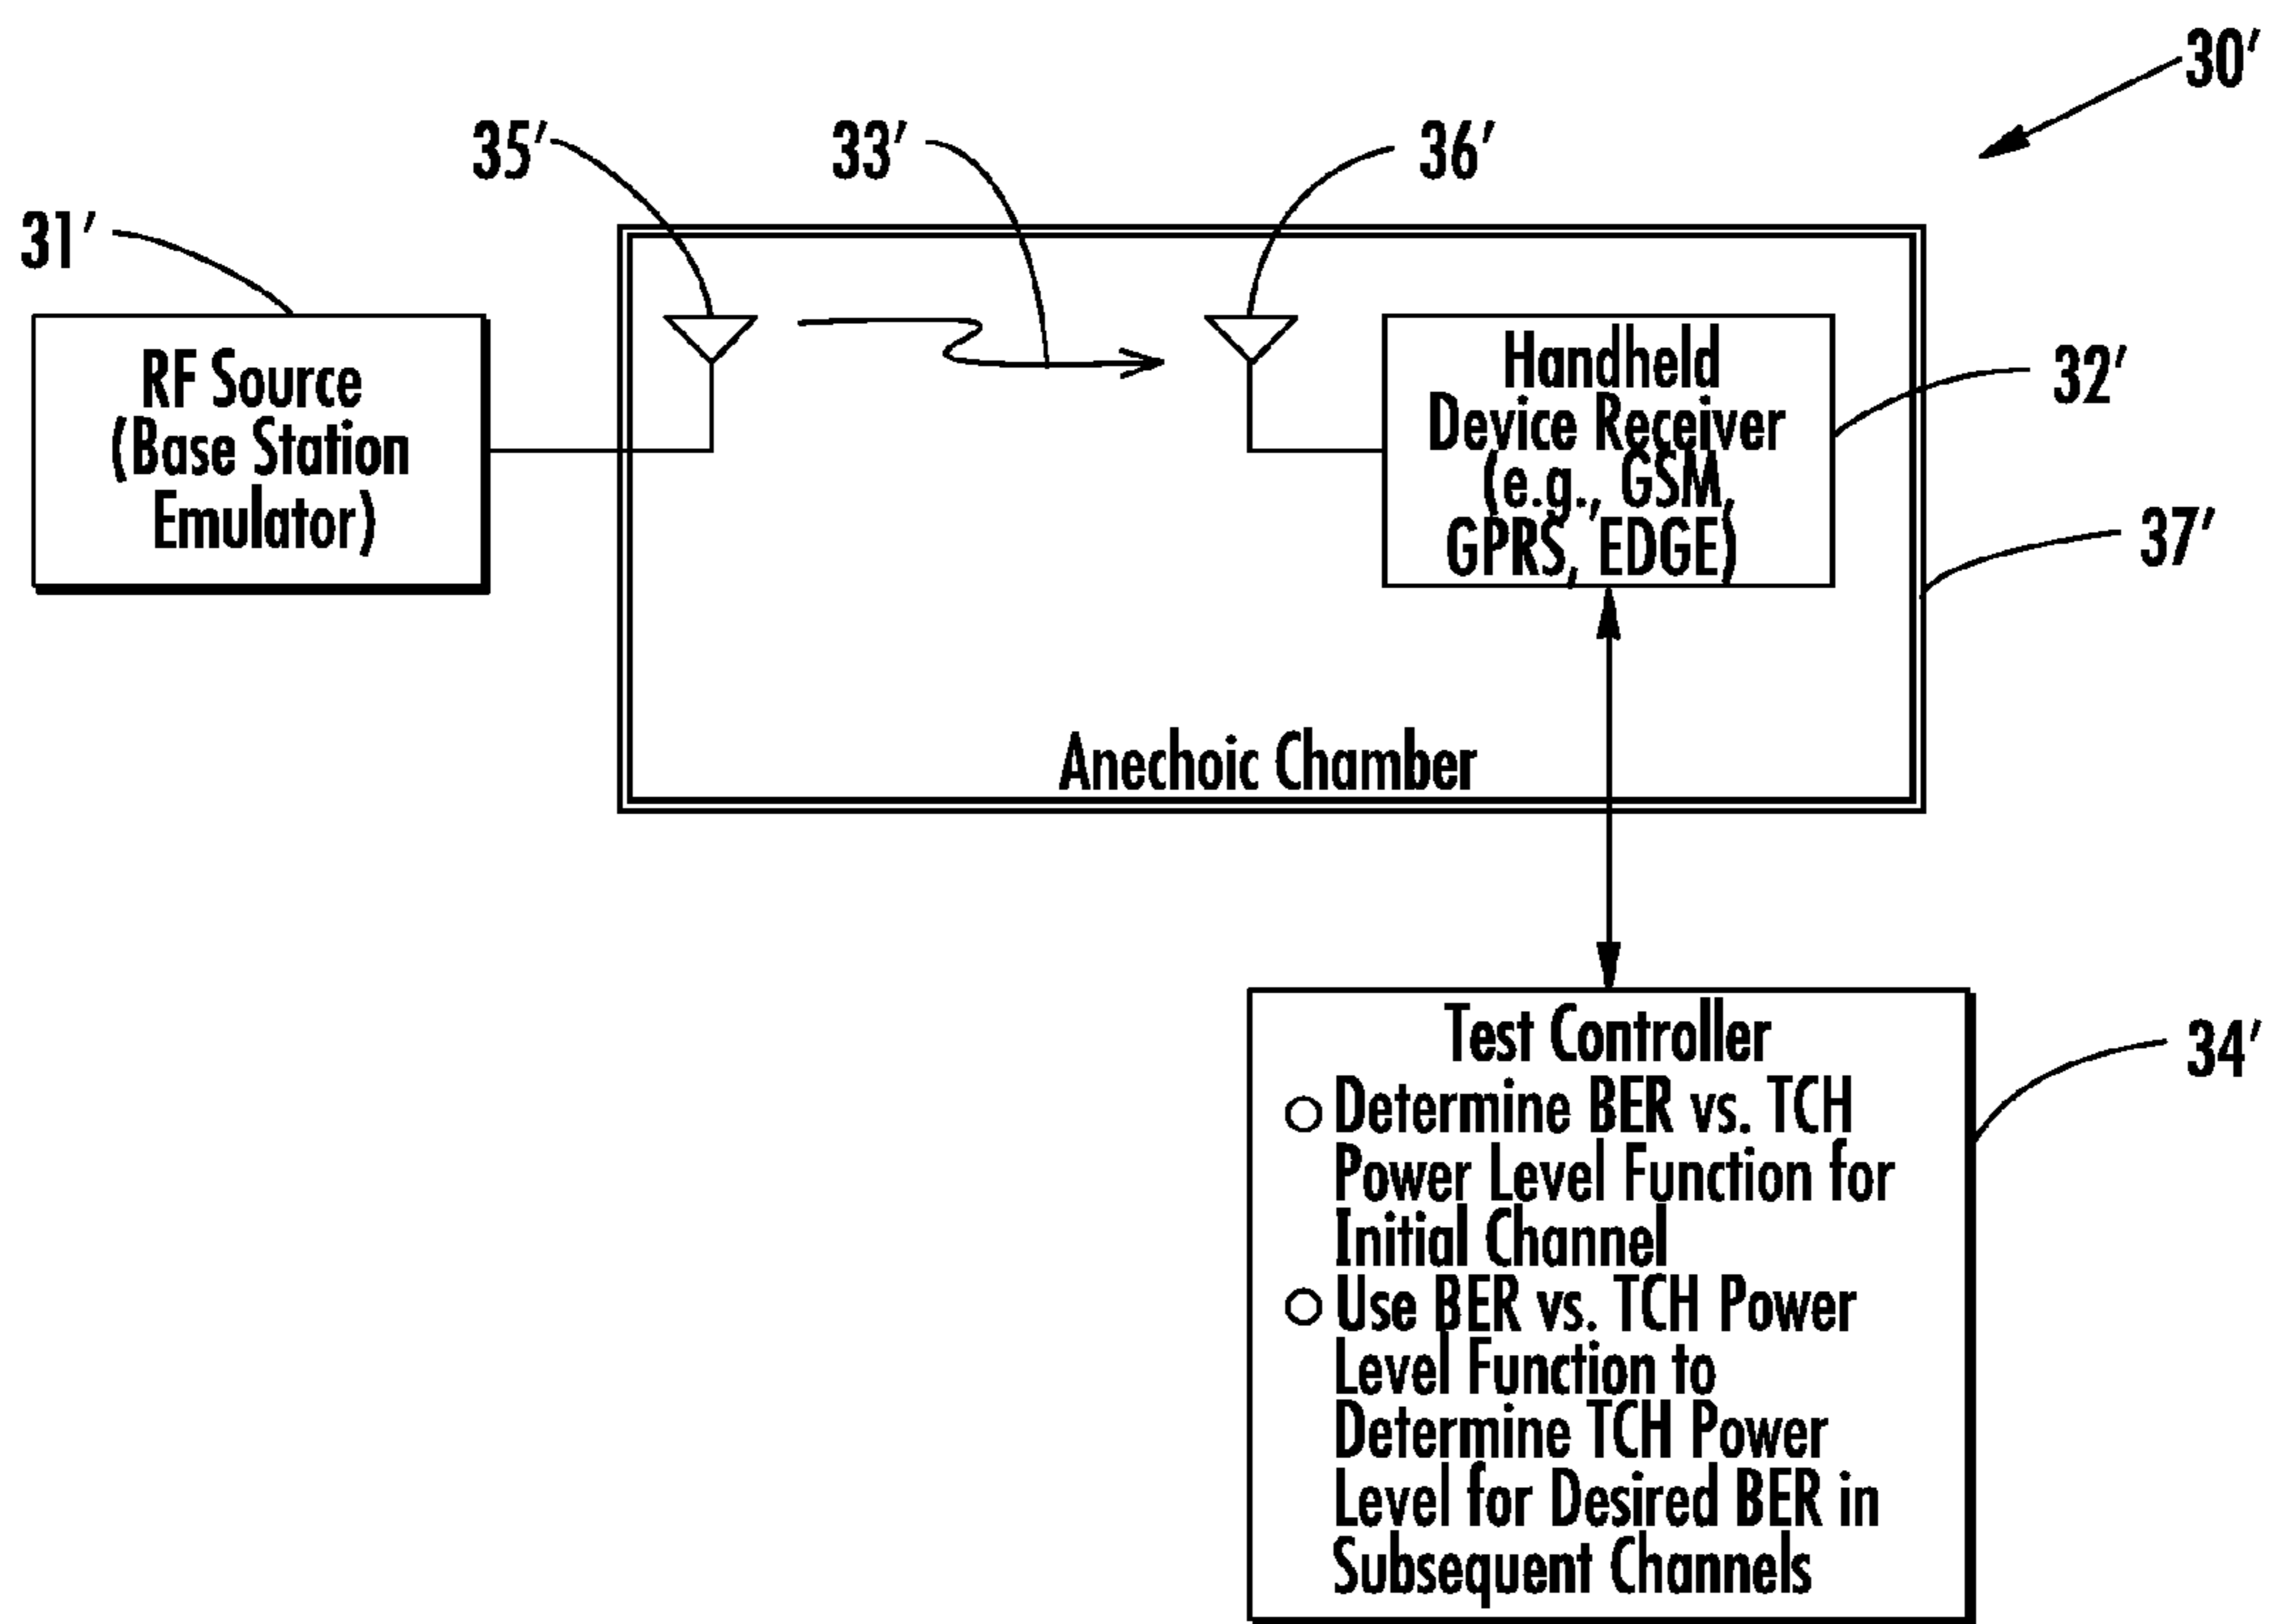 30′
35′
33′
36′
31′
RF Source
(Base Station
Emulator)
Handheld
Device Receiver
(e.g., GSM,
GPRS, EDGE)
32′
37′
Anechoic Chamber
Test Controller
○ Determine BER vs. TCH
Power Level Function for
Initial Channel
○ Use BER vs. TCH Power
Level Function to
Determine TCH Power
Level for Desired BER in
Subsequent Channels
34′